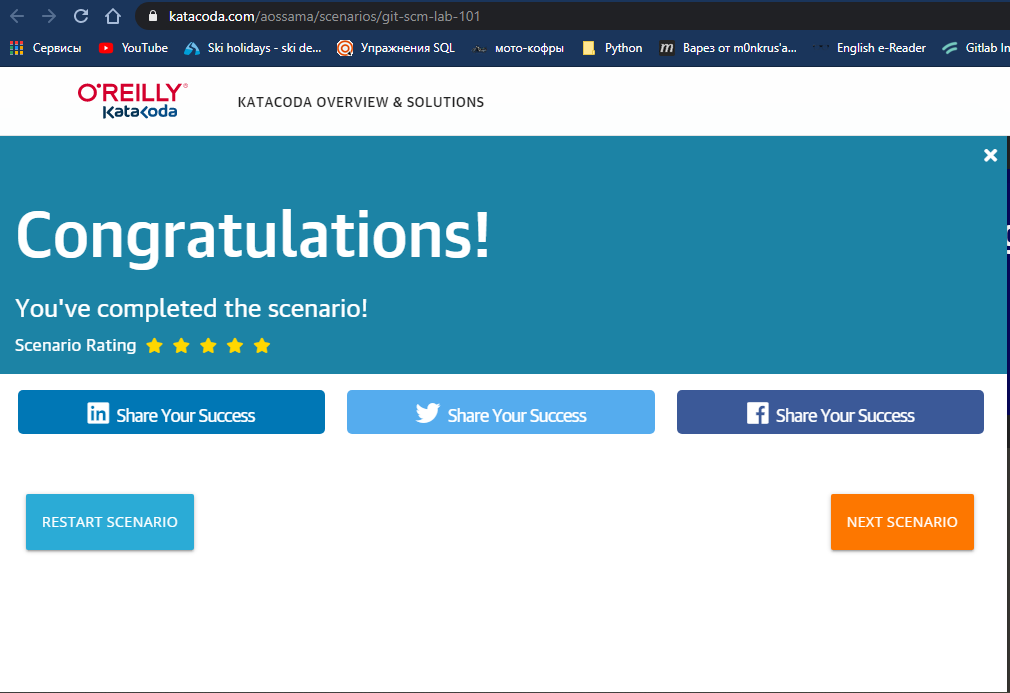 katacoda.com/aossama/scenarios/git-scm-lab-101
Сервисы YouTube Ski holidays - ski de... Упражнения SQL мото-кофры Python m Варез от m0nkrus'a... English e-Reader Gitlab In
O'REILLY®
Katacoda
KATACODA OVERVIEW & SOLUTIONS
Congratulations!
You've completed the scenario!
Scenario Rating
in Share Your Success
Share Your Success
f Share Your Success
RESTART SCENARIO
NEXT SCENARIO